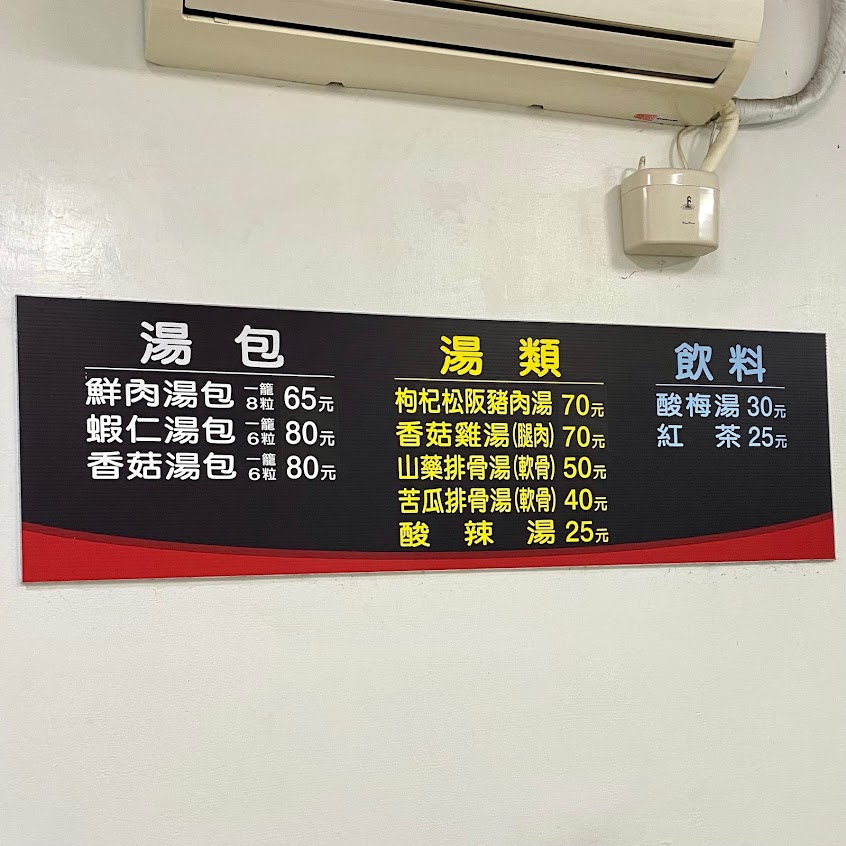 湯包
鮮肉湯包 一籠8粒 65元
蝦仁湯包 一籠6粒 80元
香菇湯包 一籠6粒 80元
湯類
枸杞松阪豬肉湯 70元
香菇雞湯(腿肉) 70元
山藥排骨湯(軟骨) 50元
苦瓜排骨湯(軟骨) 40元
酸辣湯 25元
飲料
酸梅湯 30元
紅茶 25元